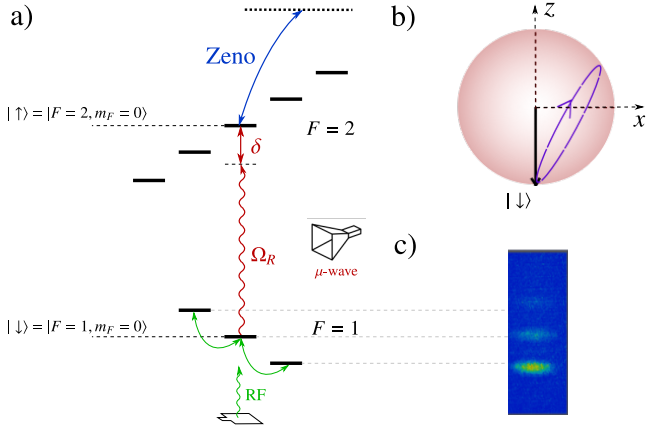 a)
Zeno
| ↑⟩ = |F = 2, m_F = 0⟩
F = 2
δ
Ω_R
μ-wave
| ↓⟩ = |F = 1, m_F = 0⟩
F = 1
RF
b)
z
x
| ↓⟩
c)